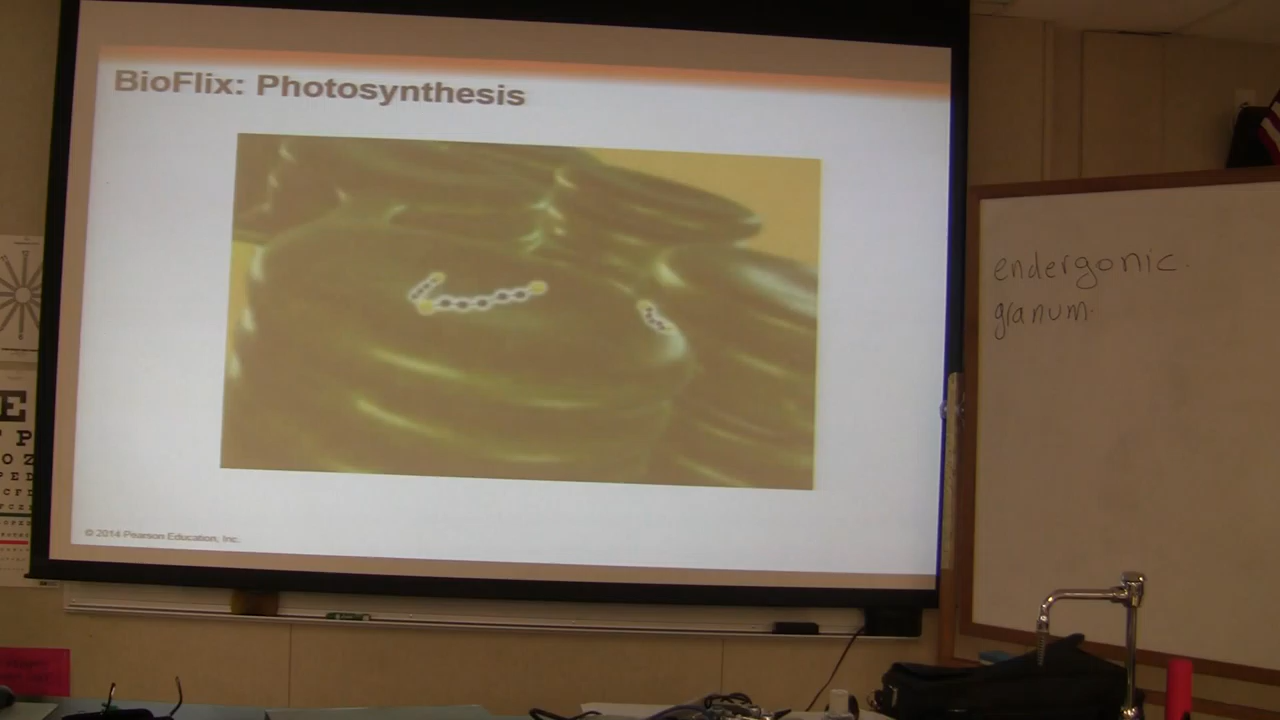 BioFlix: Photosynthesis
© 2014 Pearson Education, Inc.
endergonic.
granum.
E
P
O Z
P E D